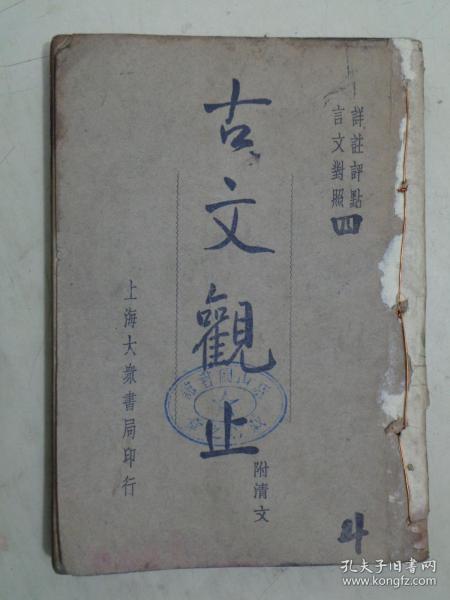 詳註評點
言文對照
四
古文觀止
附清文
上海大衆書局印行
孔夫子旧书网
www.kongfz.com